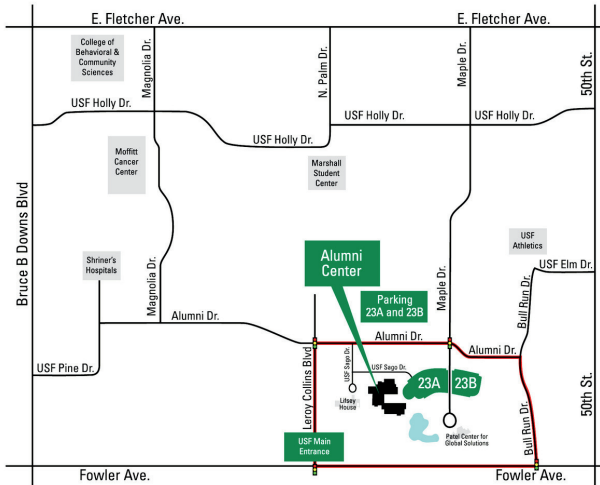 E. Fletcher Ave.
E. Fletcher Ave.
College of
Behavioral &
Community
Sciences
Magnolia Dr.
N. Palm Dr.
Maple Dr.
50th St.
USF Holly Dr.
USF Holly Dr.
USF Holly Dr.
USF Holly Dr.
Moffitt
Cancer
Center
Marshall
Student
Center
Bruce B Downs Blvd
USF
Athletics
Shriner's
Hospitals
Alumni
Center
USF Elm Dr.
Magnolia Dr.
Parking
23A and 23B
Maple Dr.
Bull Run Dr.
Alumni Dr.
Alumni Dr.
Alumni Dr.
USF Pine Dr.
Leroy Collins Blvd
USF Sago Dr.
USF Sago Dr.
23A
23B
Lifsey
House
Bull Run Dr.
50th St.
USF Main
Entrance
Patel Center for
Global Solutions
Fowler Ave.
Fowler Ave.